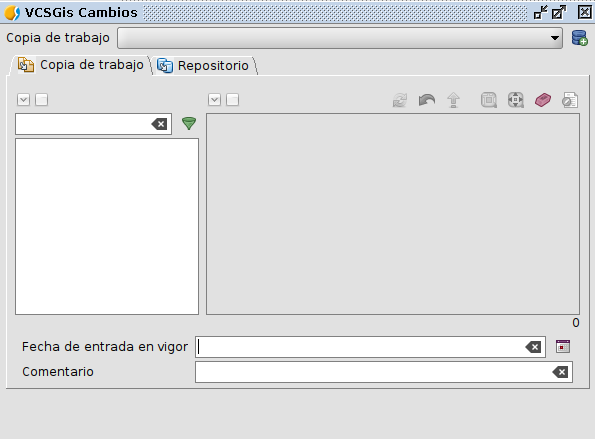 VCSGis Cambios
Copia de trabajo
Copia de trabajo
Repositorio
0
Fecha de entrada en vigor
Comentario